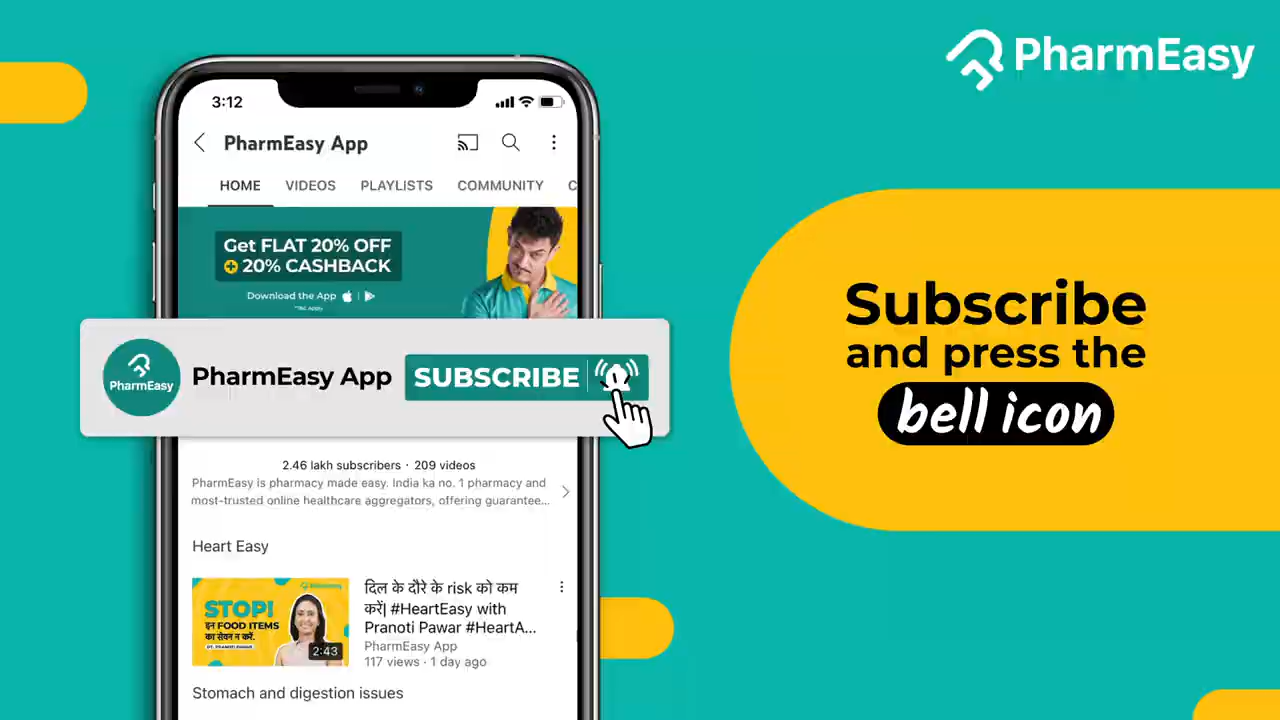 PharmEasy
3:12
PharmEasy App
HOME VIDEOS PLAYLISTS COMMUNITY C
Get FLAT 20% OFF
+ 20% CASHBACK
Download the App
PharmEasy
PharmEasy App
SUBSCRIBE
2.46 lakh subscribers · 209 videos
PharmEasy is pharmacy made easy. India ka no. 1 pharmacy and
most-trusted online healthcare aggregators, offering guarantee...
Heart Easy
STOP!
इन FOOD ITEMS
का सेवन न करें.
2:43
दिल के दौरे के risk को कम
करें| #HeartEasy with
Pranoti Pawar #HeartA...
PharmEasy App
117 views · 1 day ago
Stomach and digestion issues
Subscribe
and press the
bell icon